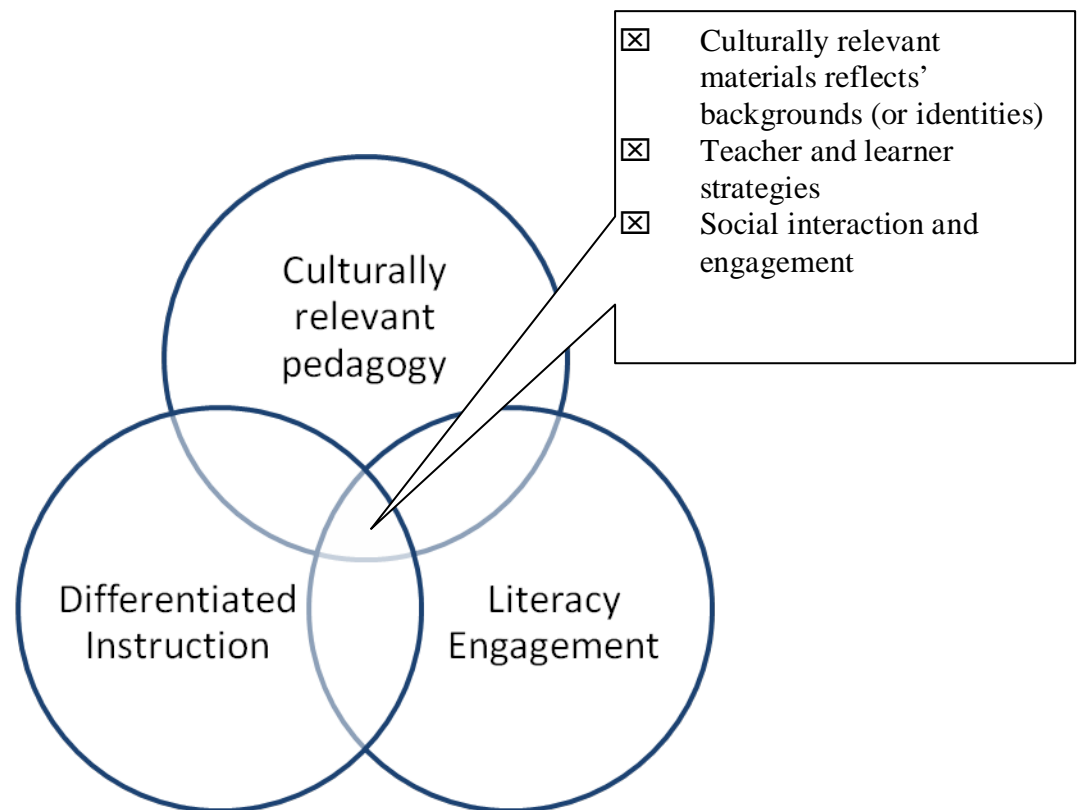 ☒ Culturally relevant
materials reflects’
backgrounds (or identities)
☒ Teacher and learner
strategies
☒ Social interaction and
engagement
Culturally
relevant
pedagogy
Differentiated
Instruction
Literacy
Engagement